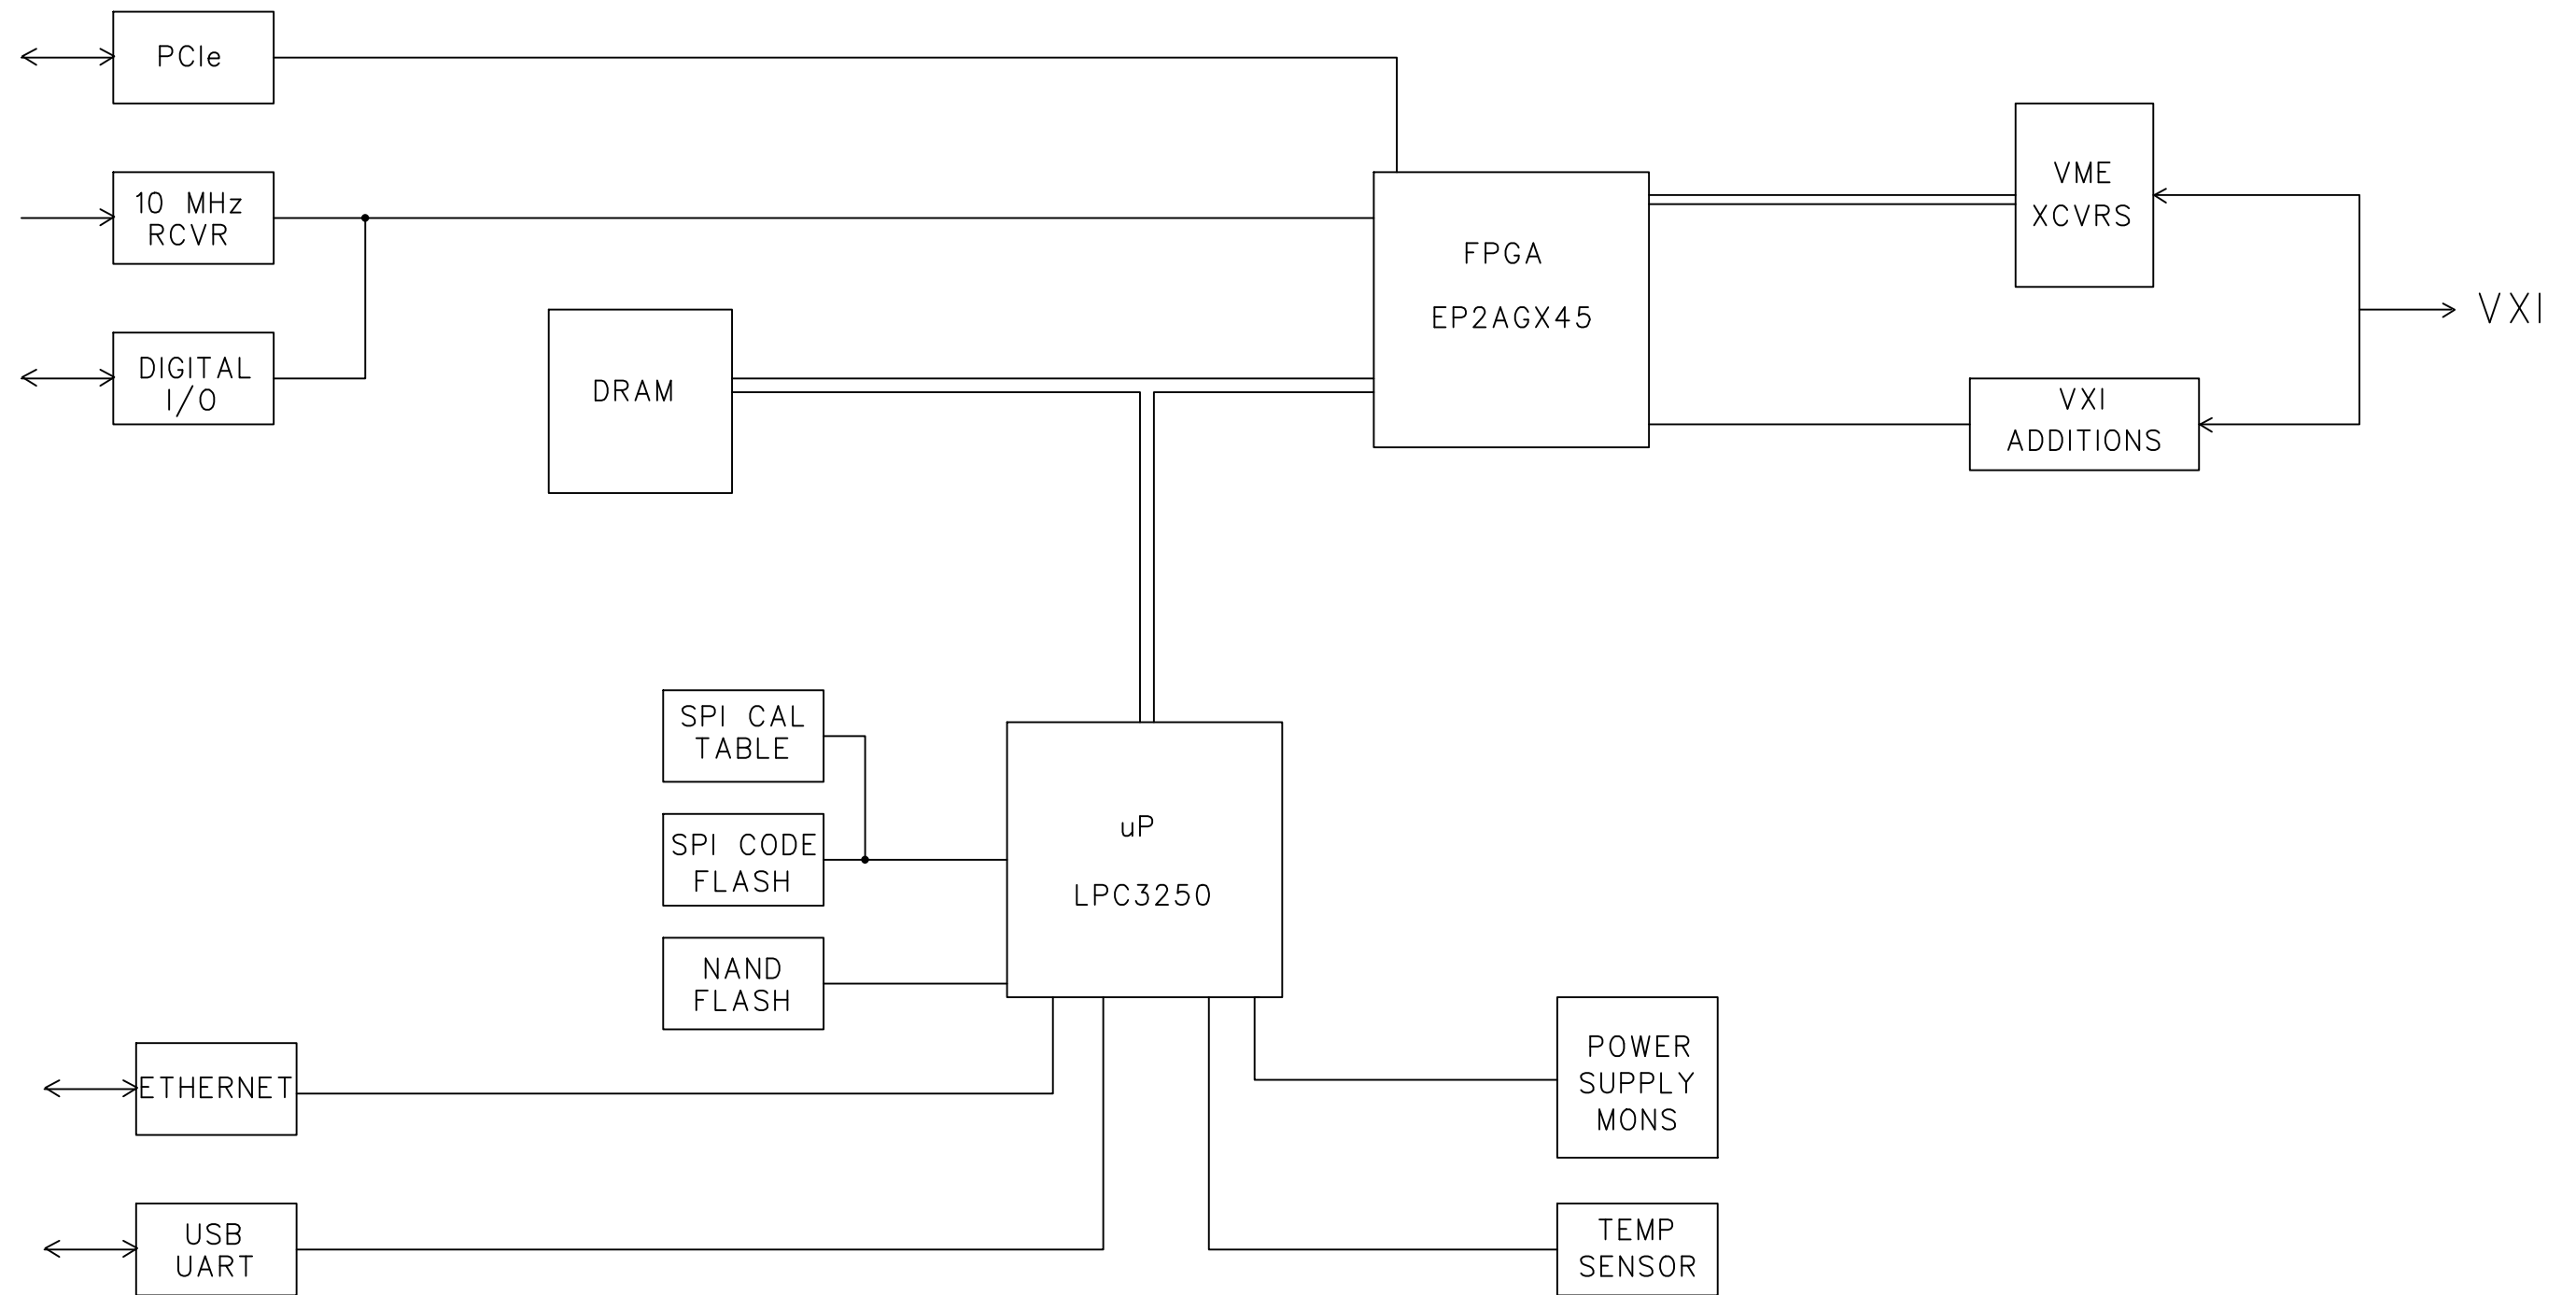 PCIe
10 MHz
RCVR
DIGITAL
I/O
DRAM
FPGA
EP2AGX45
VME
XCVRS
VXI
VXI
ADDITIONS
SPI CAL
TABLE
SPI CODE
FLASH
NAND
FLASH
uP
LPC3250
ETHERNET
USB
UART
POWER
SUPPLY
MONS
TEMP
SENSOR